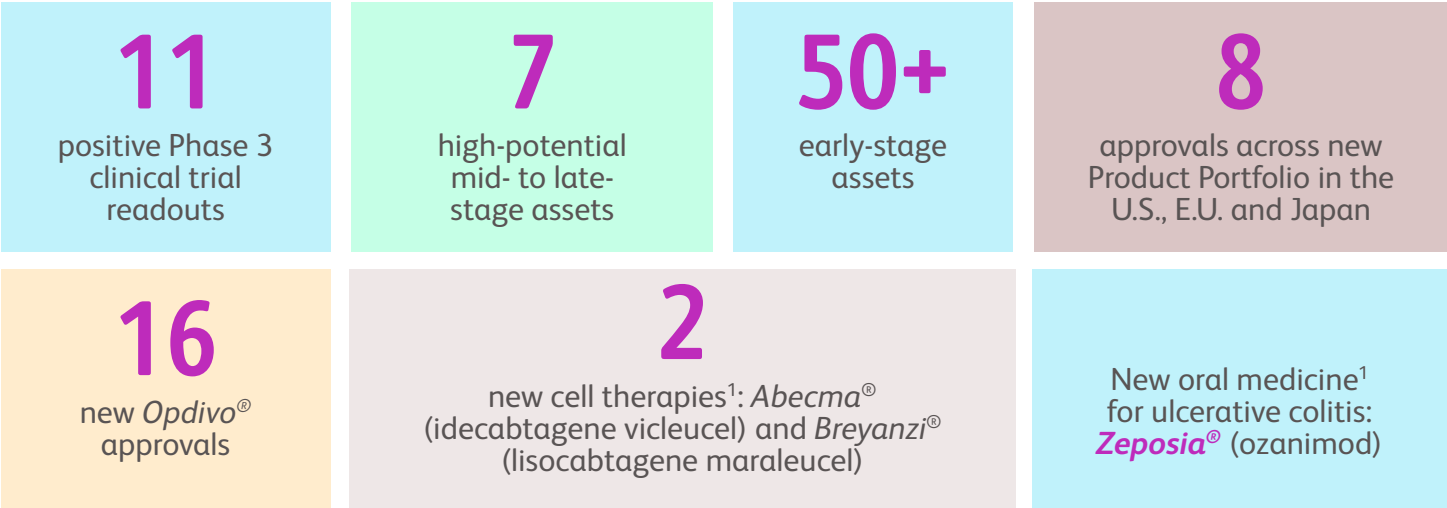 11
positive Phase 3
clinical trial
readouts
7
high-potential
mid- to late-
stage assets
50+
early-stage
assets
8
approvals across new
Product Portfolio in the
U.S., E.U. and Japan
16
new Opdivo®
approvals
2
new cell therapies¹: Abecma®
(idecabtagene vicleucel) and Breyanzi®
(lisocabtagene maraleucel)
New oral medicine¹
for ulcerative colitis:
Zeposia® (ozanimod)